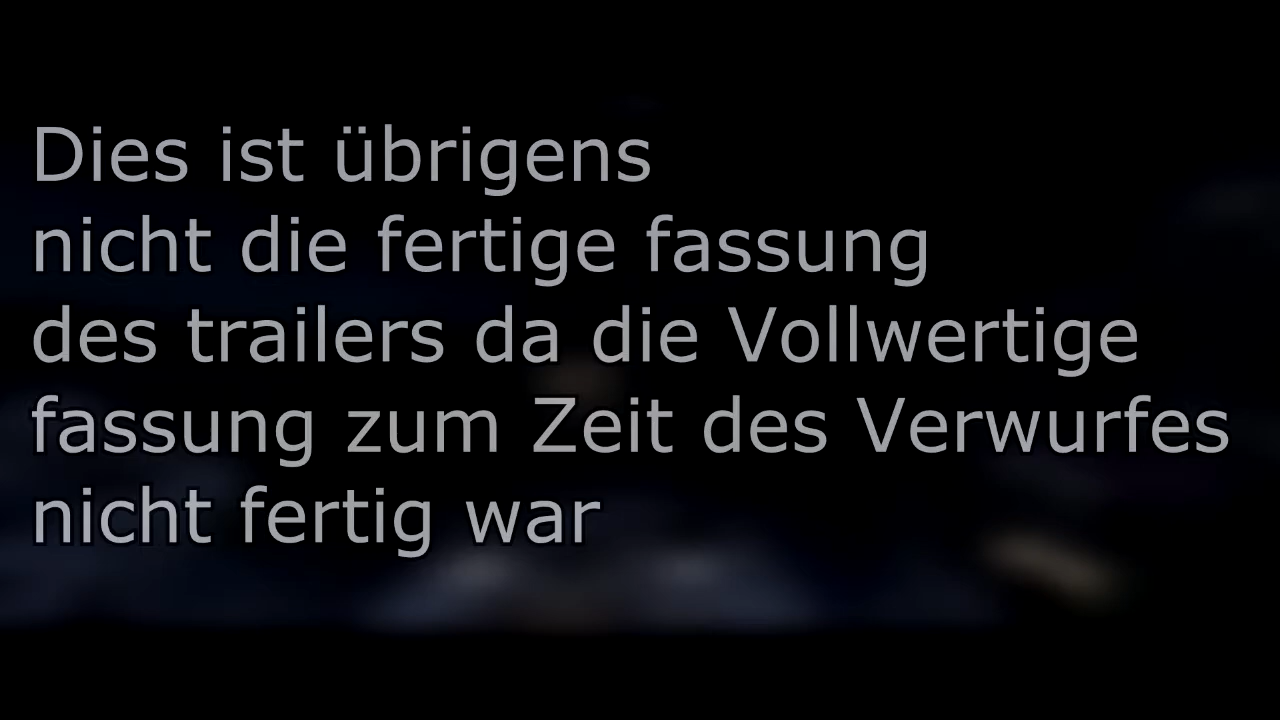 Dies ist übrigens
nicht die fertige fassung
des trailers da die Vollwertige
fassung zum Zeit des Verwurfes
nicht fertig war